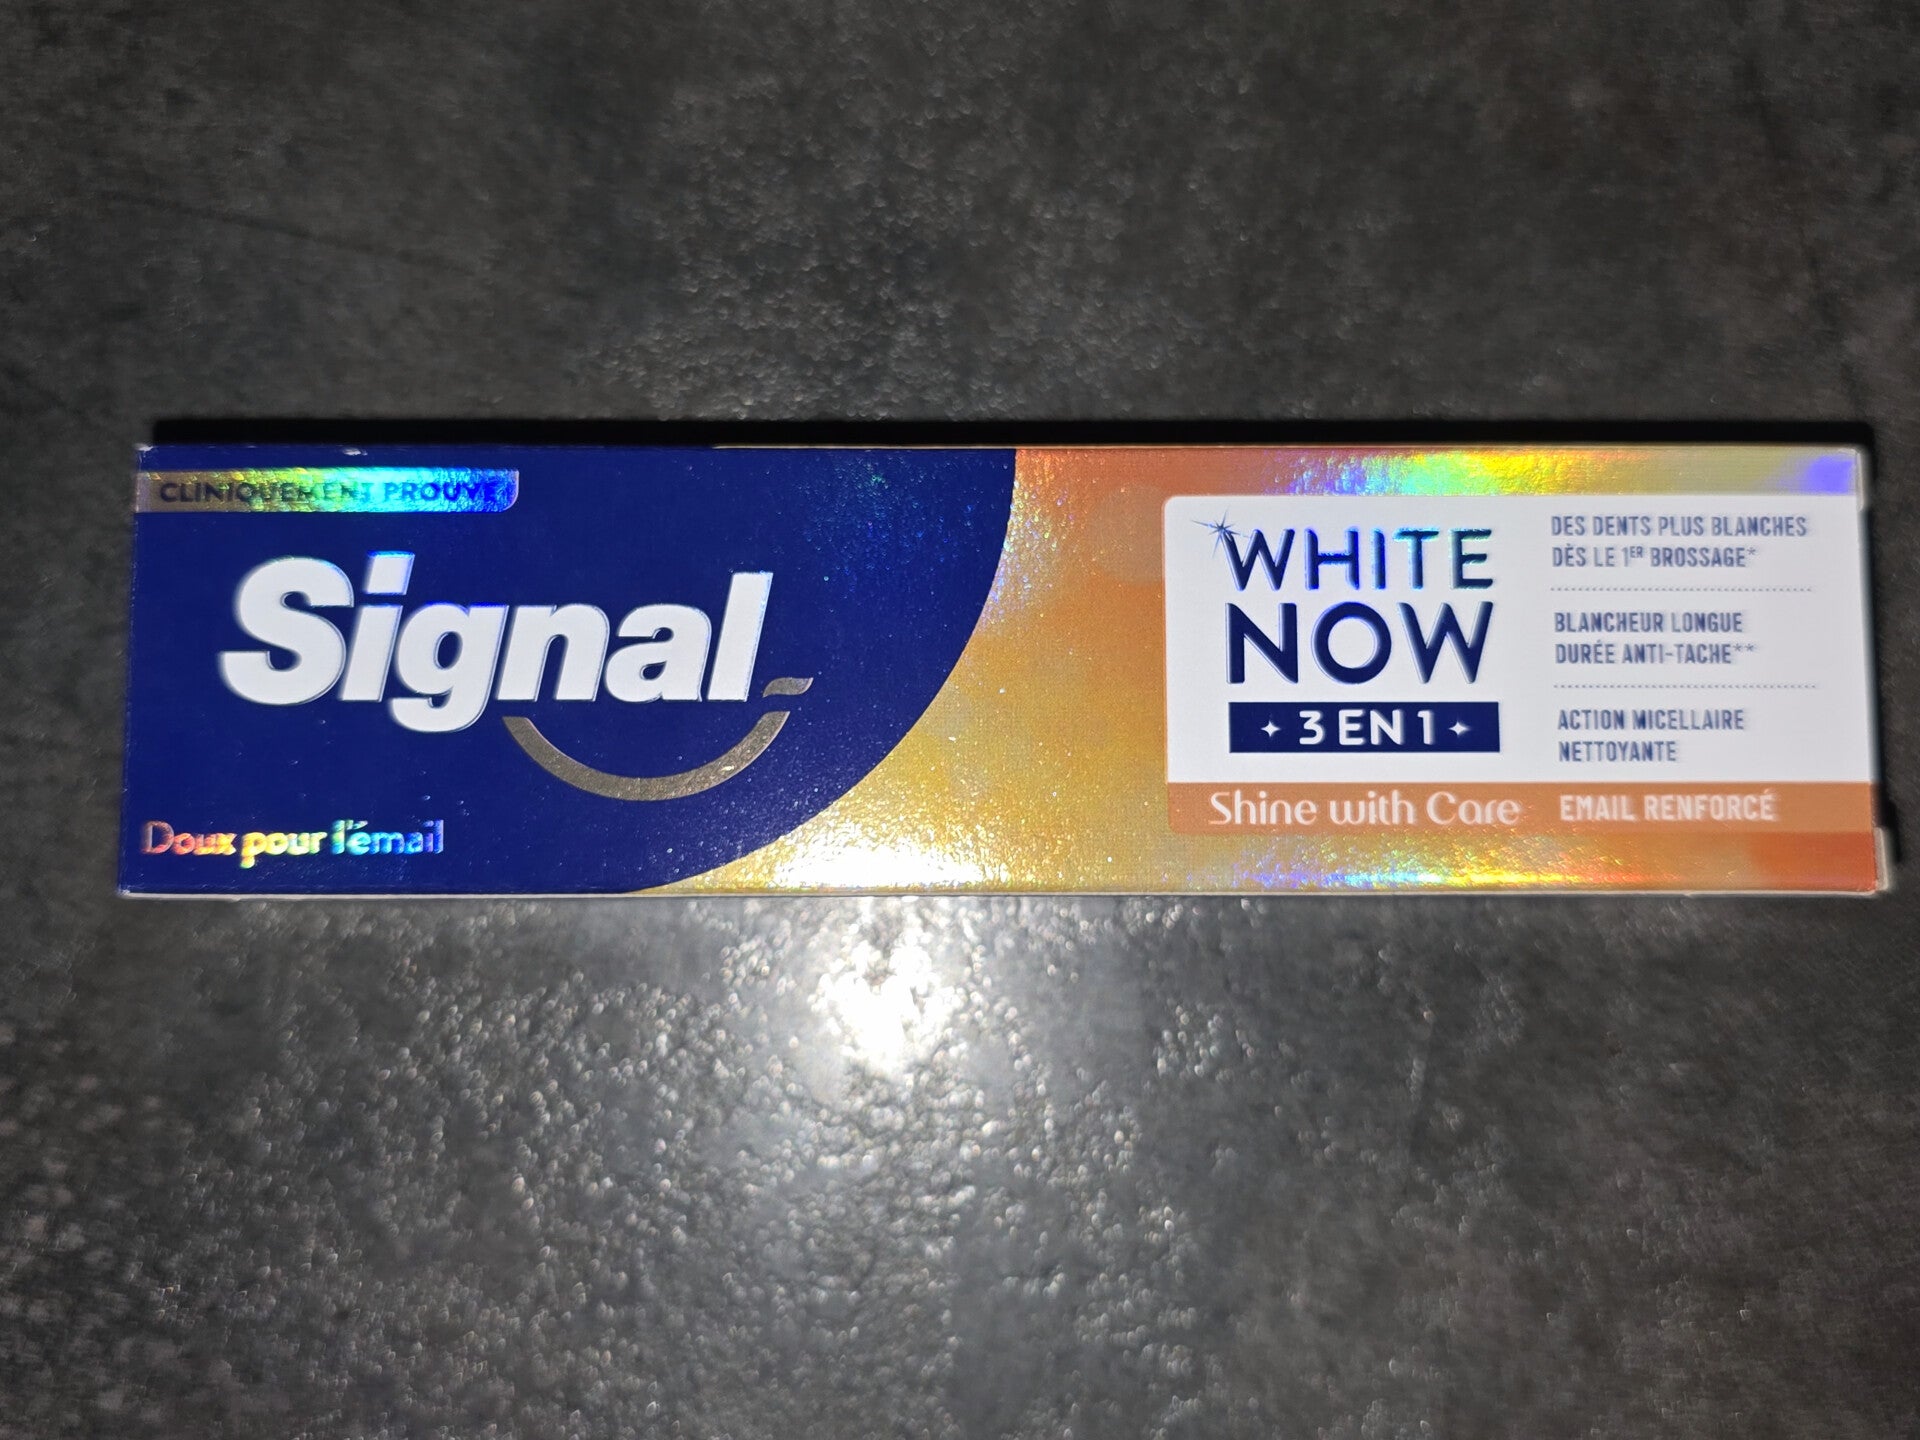 CLINIQUEMENT PROUVÉ
Signal
Doux pour l'émail
WHITE
NOW
3 EN 1
Shine with Care
DES DENTS PLUS BLANCHES
DÈS LE 1ER BROSSAGE*
BLANCHEUR LONGUE
DURÉE ANTI-TACHE**
ACTION MICELLAIRE
NETTOYANTE
EMAIL RENFORCÉ